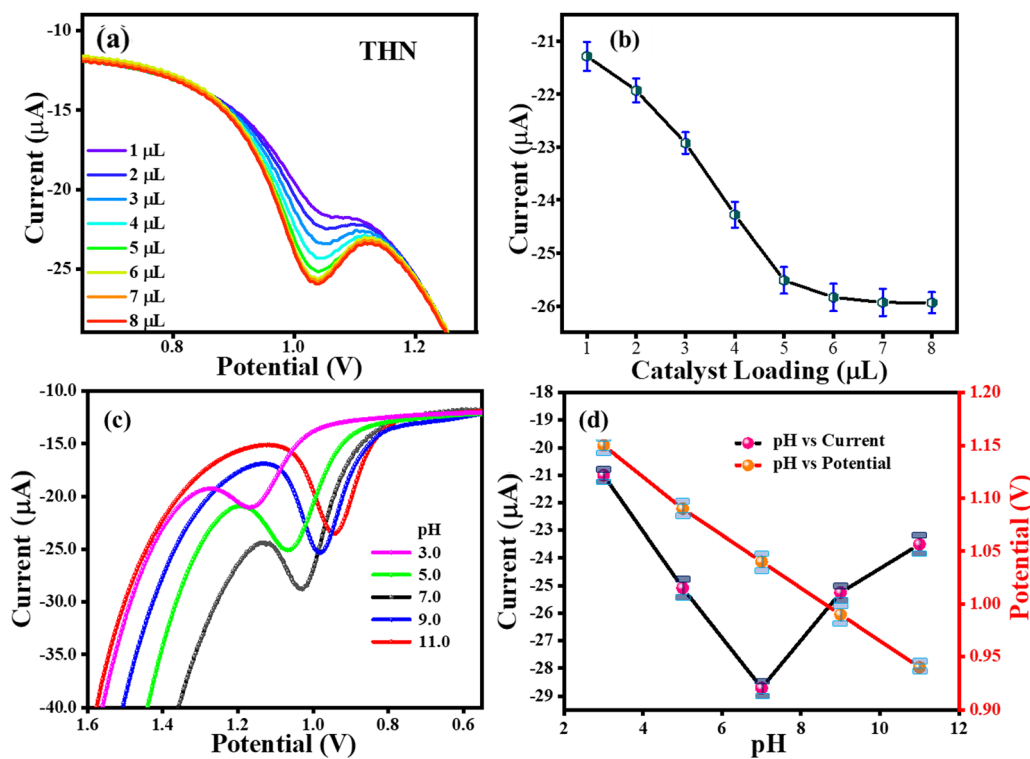 (a)
THN
-10
-15
-20
-25
Current (μA)
1 μL
2 μL
3 μL
4 μL
5 μL
6 μL
7 μL
8 μL
0.8
1.0
1.2
Potential (V)
(b)
-21
-22
-23
-24
-25
-26
Current (μA)
1
2
3
4
5
6
7
8
Catalyst Loading (μL)
(c)
-10.0
-15.0
-20.0
-25.0
-30.0
-35.0
-40.0
Current (μA)
pH
3.0
5.0
7.0
9.0
11.0
1.6
1.4
1.2
1.0
0.8
0.6
Potential (V)
(d)
-18
-19
-20
-21
-22
-23
-24
-25
-26
-27
-28
-29
Current (μA)
pH vs Current
pH vs Potential
1.20
1.15
1.10
1.05
1.00
0.95
0.90
Potential (V)
2
4
6
8
10
12
pH